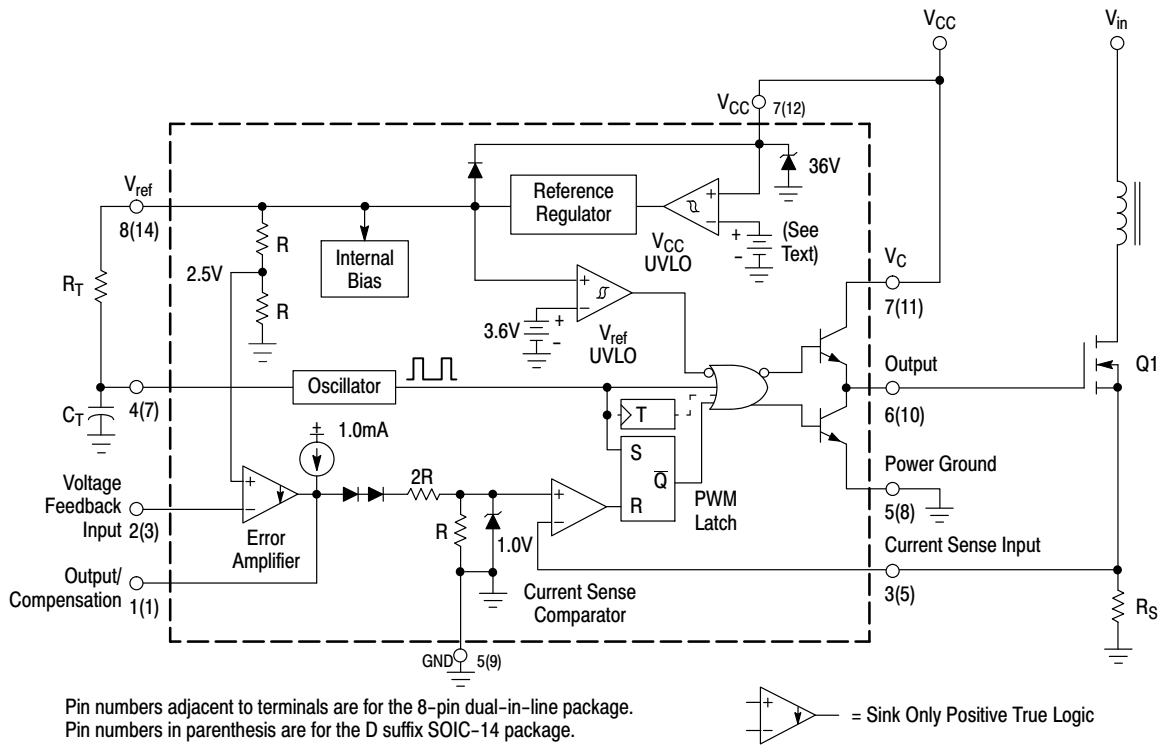 VCC
Vin
VCC 7(12)
36V
Vref
8(14)
Reference
Regulator
+
−
VCC
UVLO
+
−
(See
Text)
R
Internal
Bias
2.5V
RT
R
+
−
3.6V
+
−
Vref
UVLO
VC
7(11)
Output
6(10)
Q1
Oscillator
4(7)
CT
T
+
−
1.0mA
S
Q
R
PWM
Latch
2R
Power Ground
5(8)
Voltage
Feedback
Input 2(3)
+
−
Error
Amplifier
R
1.0V
+
−
Current Sense
Comparator
Current Sense Input
3(5)
Output/
Compensation 1(1)
RS
GND 5(9)
Pin numbers adjacent to terminals are for the 8−pin dual−in−line package.
Pin numbers in parenthesis are for the D suffix SOIC−14 package.
+
−
= Sink Only Positive True Logic